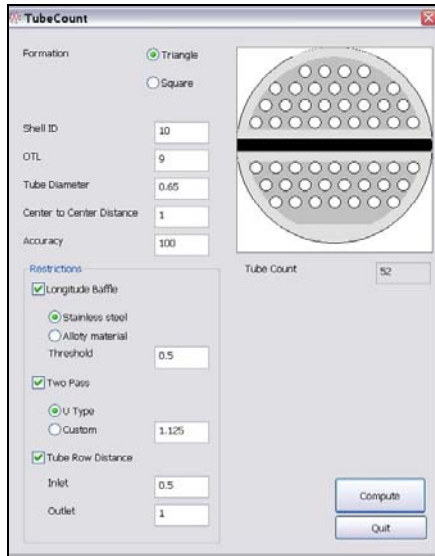 TubeCount
Formation
Triangle
Square
Shell ID 10
OTL 9
Tube Diameter 0.65
Center to Center Distance 1
Accuracy 100
Tube Count 52
Restrictions
Longitude Baffle
Stainless steel
Alloty material
Threshold 0.5
Two Pass
U Type
Custom 1.125
Tube Row Distance
Inlet 0.5
Outlet 1
Compute
Quit